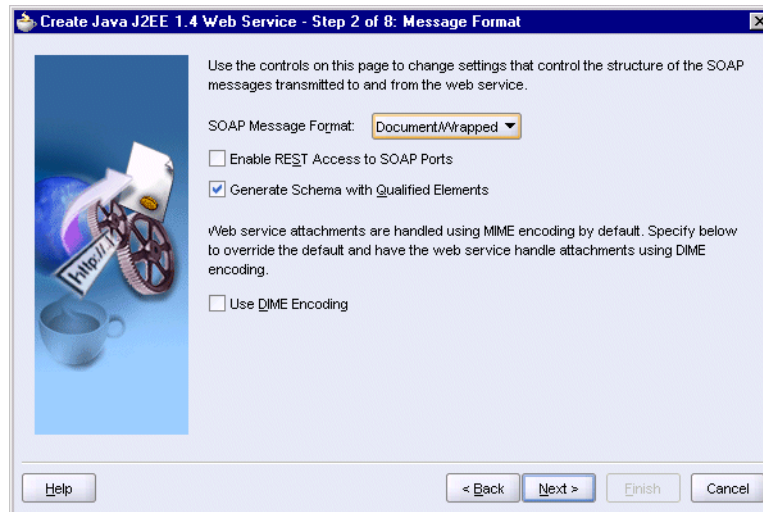 Create Java J2EE 1.4 Web Service - Step 2 of 8: Message Format
Use the controls on this page to change settings that control the structure of the SOAP
messages transmitted to and from the web service.
SOAP Message Format: Document/Wrapped
Enable REST Access to SOAP Ports
Generate Schema with Qualified Elements
Web service attachments are handled using MIME encoding by default. Specify below
to override the default and have the web service handle attachments using DIME
encoding.
http://
Use DIME Encoding
Help < Back Next > Finish Cancel